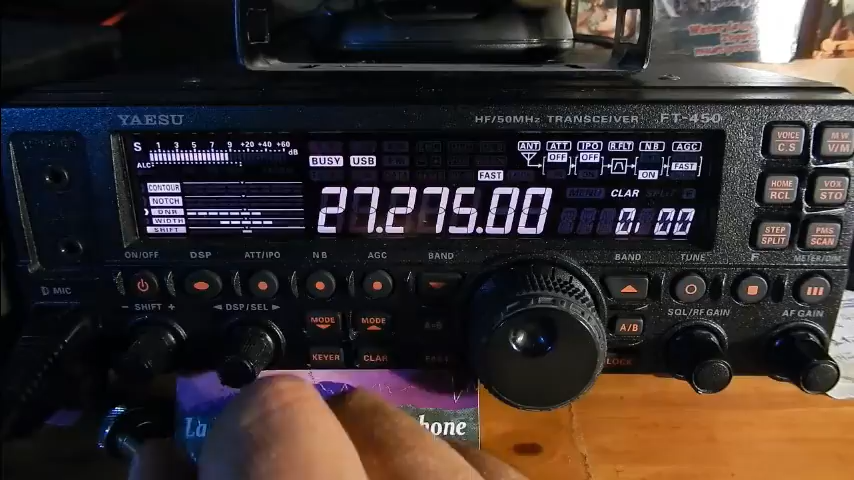 YAESU
HF/50MHz TRANSCEIVER FT-450
S 1 3 5 7 9 +20 +40 +60 dB
ALC
BUSY USB
FAST
ANT ATT IPO R.FLT NB AGC
OFF OFF ON FAST
MENU CLAR SPLIT
CONTOUR
NOTCH
DNR
WIDTH
SHIFT
27.275.00
VOICE C.S
M W V/M
HOME RCL
VOX STO
STEP SPLIT
PMS SCAN
ON/OFF DSP ATT/IPO NB AGC BAND
BAND TUNE F METER/DIM
MIC
- SHIFT + DSP/SEL
MODE MODE
A/B
SQL/RF GAIN AF GAIN
KEYER CLAR
LOCK